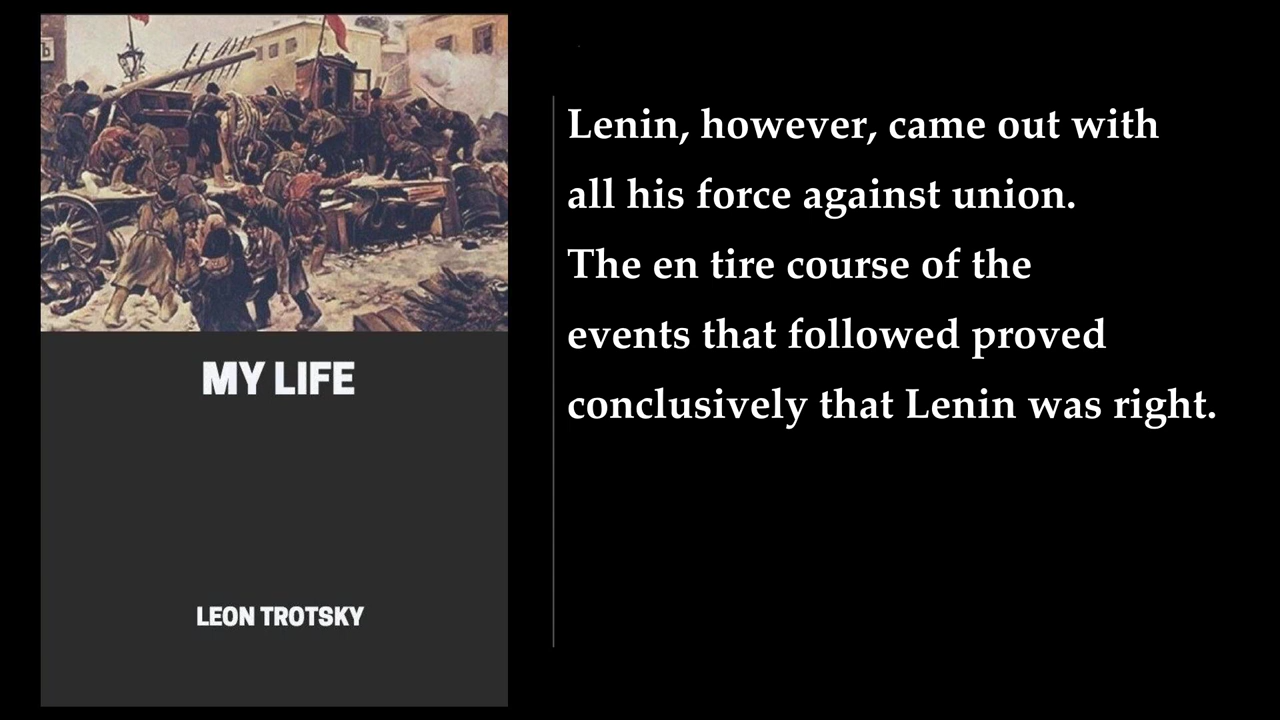 MY LIFE
LEON TROTSKY
Lenin, however, came out with
all his force against union.
The en tire course of the
events that followed proved
conclusively that Lenin was right.